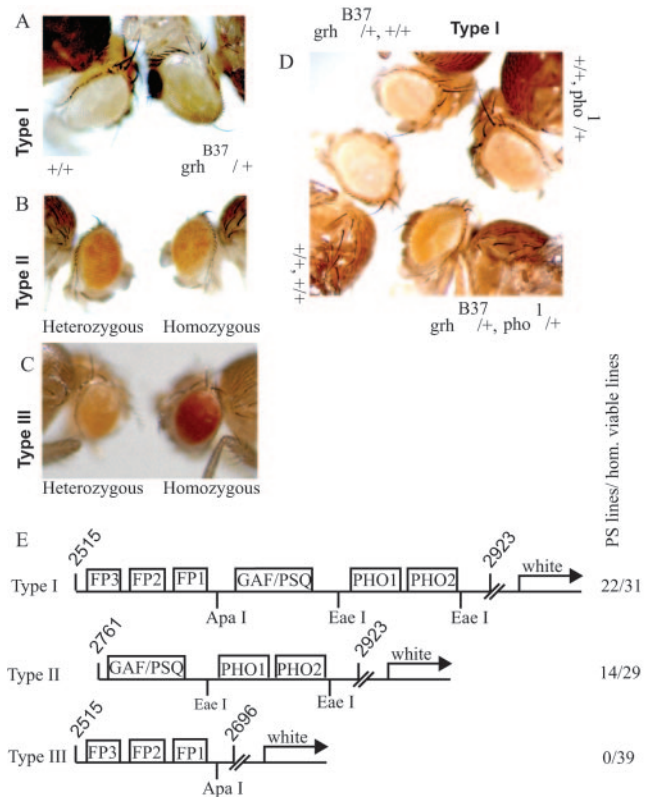 A
Type I
+/+
grh B37 / +
B
Type II
Heterozygous Homozygous
C
Type III
Heterozygous Homozygous
D
grh B37 /+, +/+
Type I
+/+, pho 1 /+
+/+, +/+
grh B37 /+, pho 1 /+
PS lines/ hom. viable lines
E
2515 2923
Type I FP3 FP2 FP1 GAF/PSQ PHO1 PHO2 white 22/31
Apa I Eae I Eae I
2761 2923
Type II GAF/PSQ PHO1 PHO2 white 14/29
Eae I Eae I
2515 2696
Type III FP3 FP2 FP1 white 0/39
Apa I